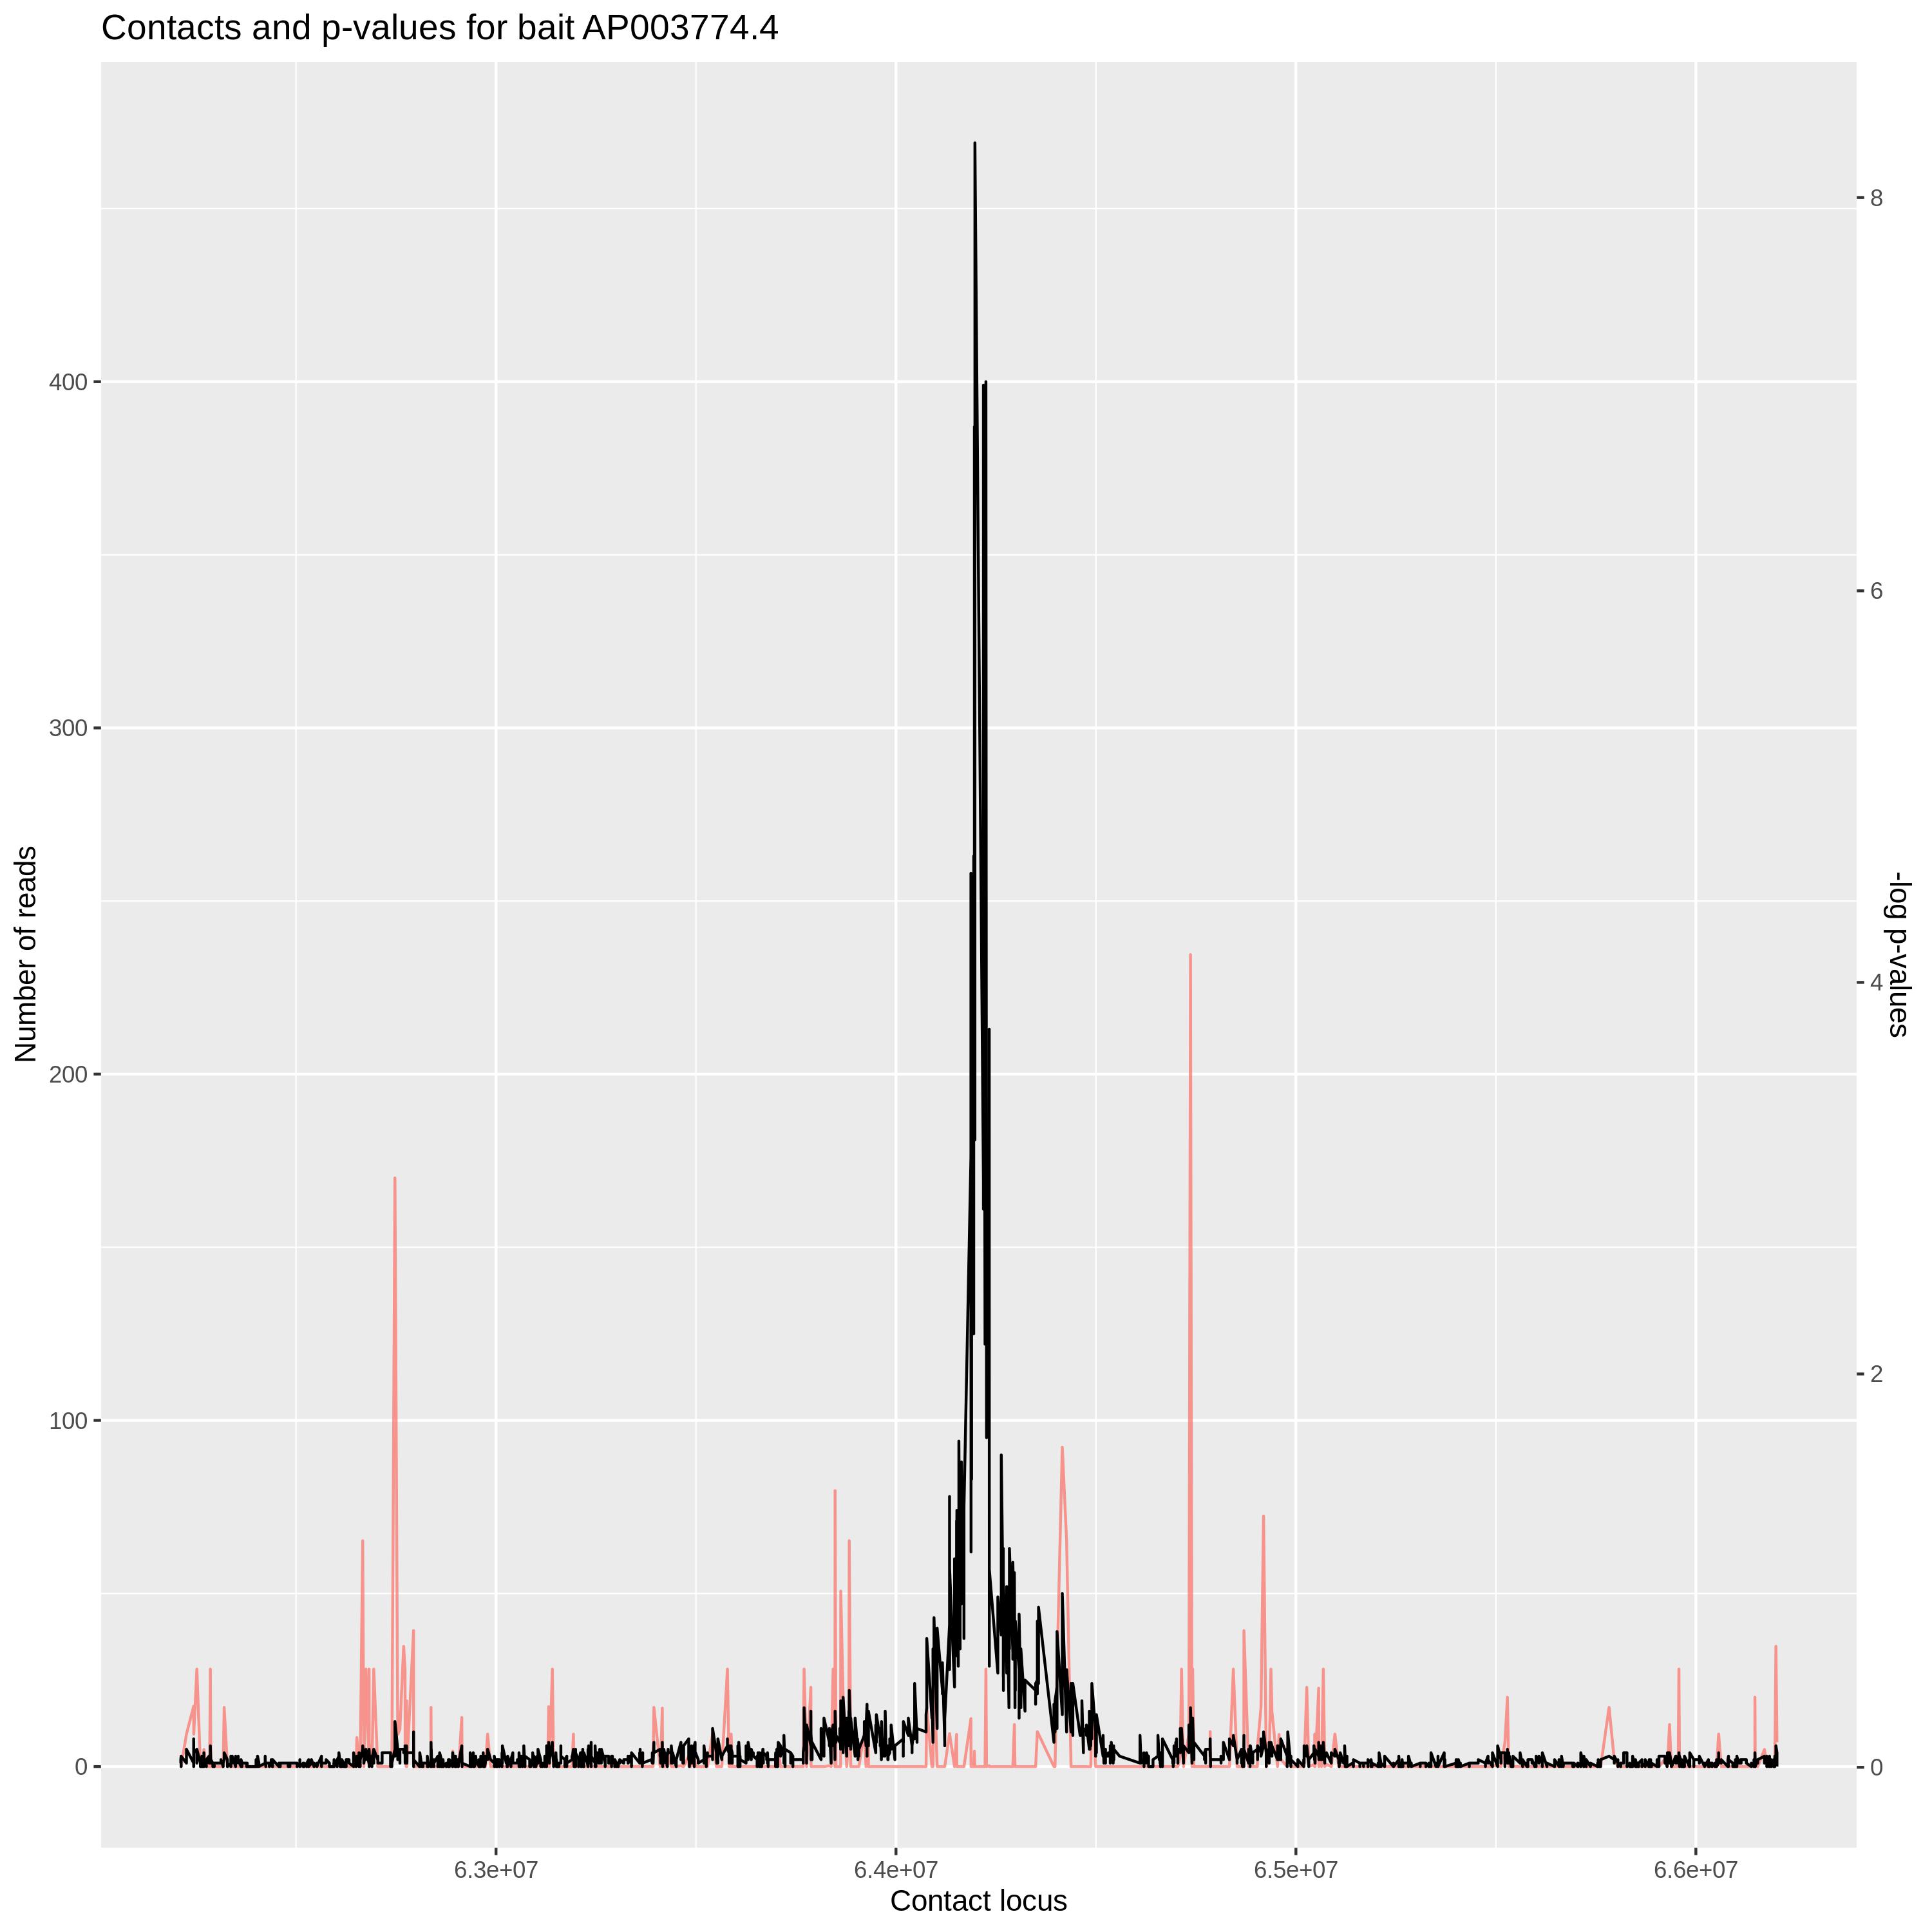 Contacts and p-values for bait AP003774.4
Number of reads
400
300
200
100
0
8
6
4
2
0
-log p-values
6.3e+07
6.4e+07
6.5e+07
6.6e+07
Contact locus